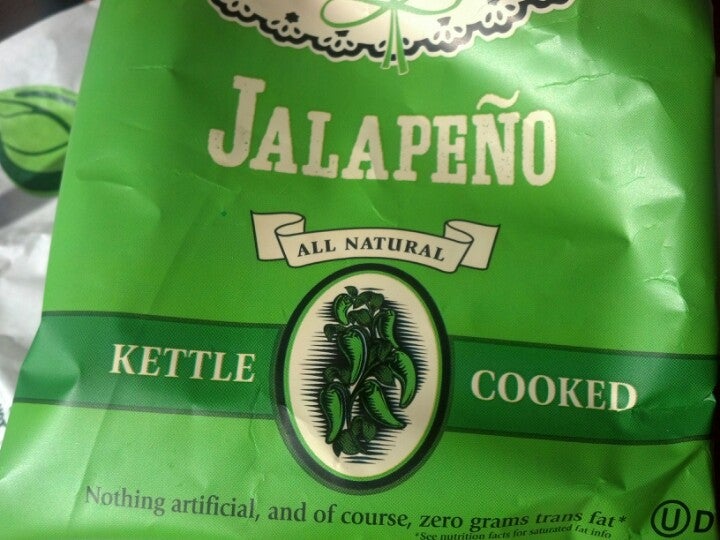 JALAPEÑO
ALL NATURAL
KETTLE COOKED
Nothing artificial, and of course, zero grams trans fat*
*See nutrition facts for saturated fat info
Ⓤ D